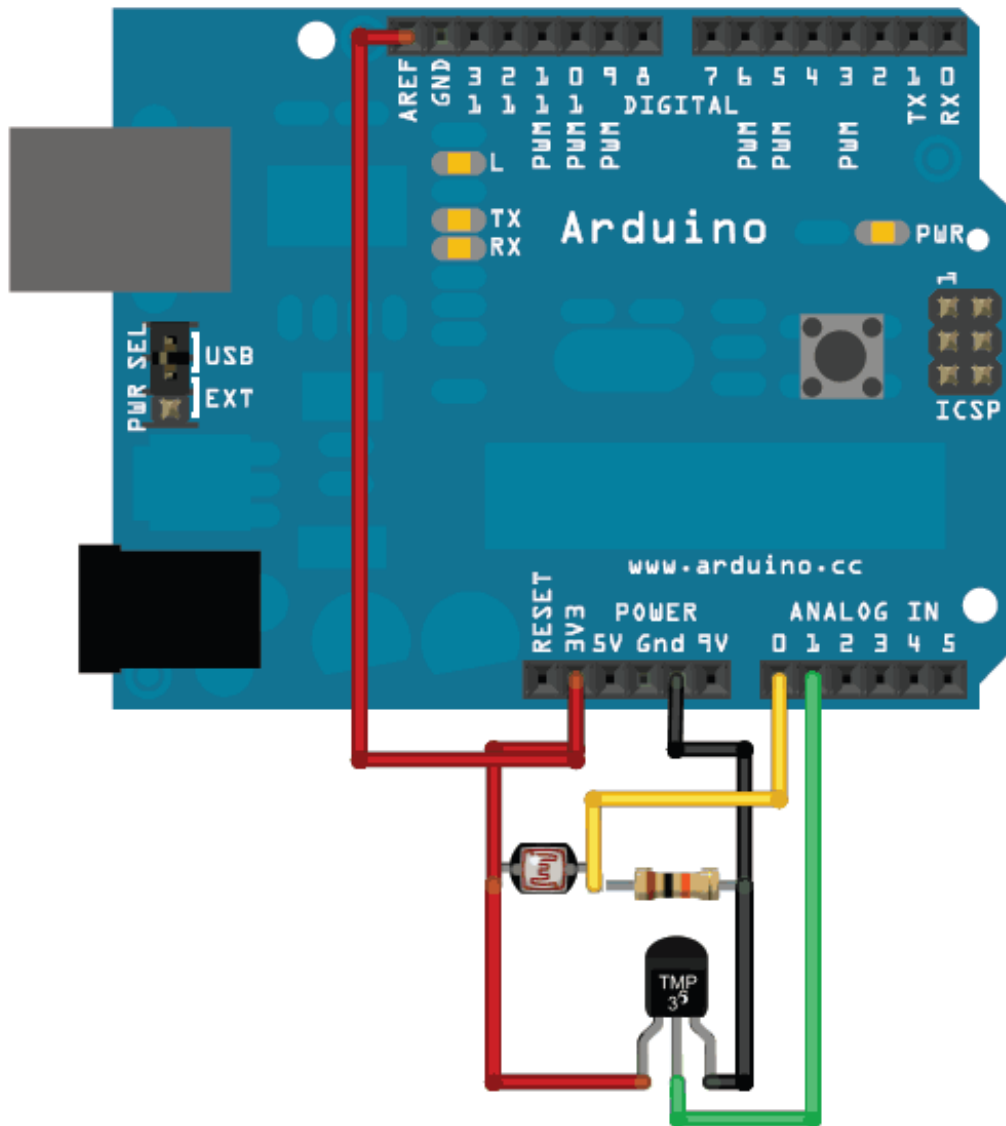 AREF
GND
13
12
11
10
9
8
7
6
5
4
3
2
TX 1
RX 0
DIGITAL
PWM
PWM
PWM
PWM
PWM
PWM
L
TX
RX
Arduino
PWR
1
ICSP
PWR SEL
USB
EXT
www.arduino.cc
POWER
ANALOG IN
RESET
3V3
5V Gnd 9V
0 1 2 3 4 5
TMP
35